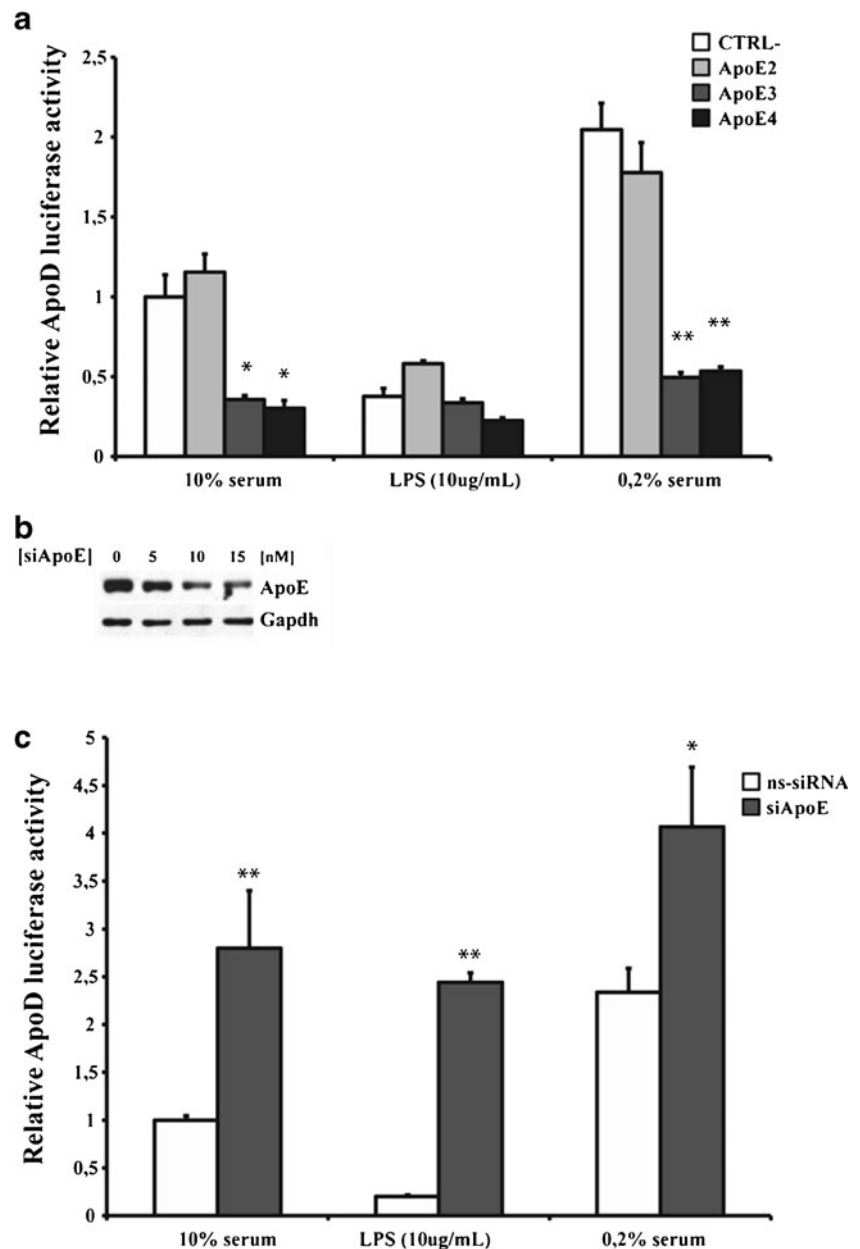 a
CTRL-
ApoE2
ApoE3
ApoE4
Relative ApoD luciferase activity
2,5
2
1,5
1
0,5
0
* * ** **
10% serum LPS (10ug/mL) 0,2% serum
b
[siApoE] 0 5 10 15 [nM]
ApoE
Gapdh
c
ns-siRNA
siApoE
Relative ApoD luciferase activity
5
4,5
4
3,5
3
2,5
2
1,5
1
0,5
0
** ** *
10% serum LPS (10ug/mL) 0,2% serum